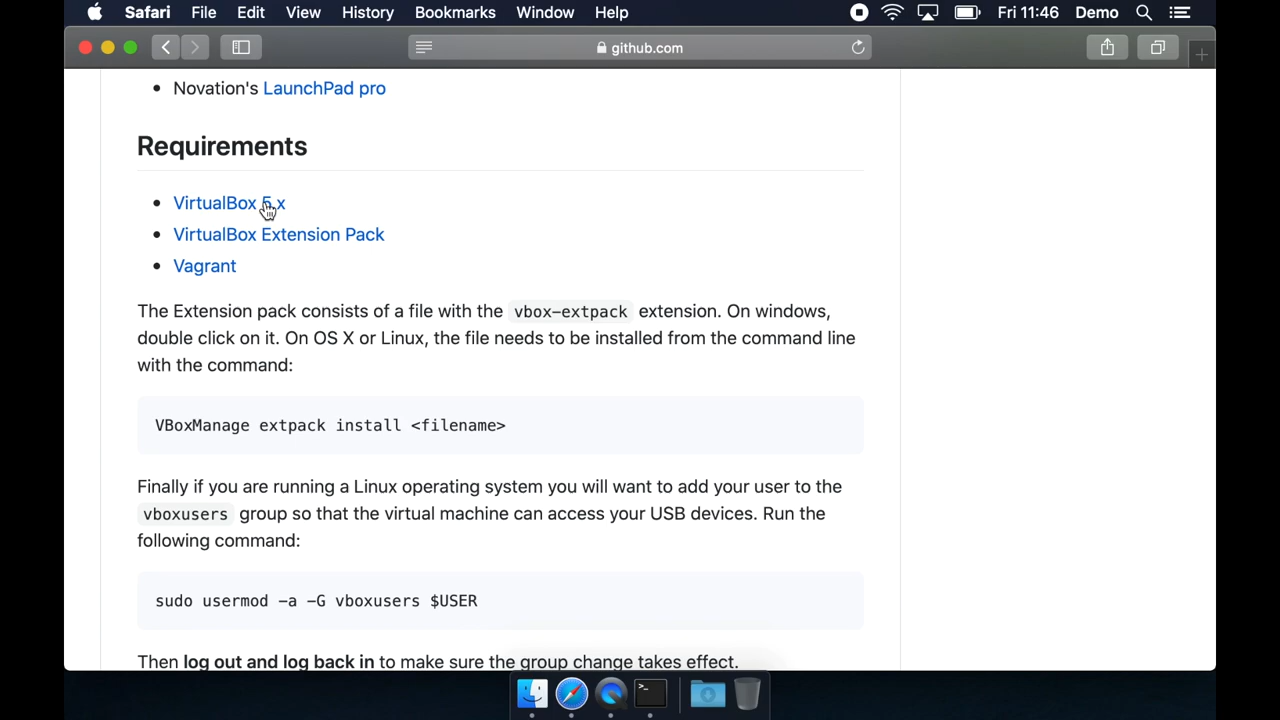 Safari File Edit View History Bookmarks Window Help Fri 11:46 Demo
github.com
• Novation's LaunchPad pro
Requirements
• VirtualBox 5.x
• VirtualBox Extension Pack
• Vagrant
The Extension pack consists of a file with the vbox-extpack extension. On windows,
double click on it. On OS X or Linux, the file needs to be installed from the command line
with the command:
VBoxManage extpack install <filename>
Finally if you are running a Linux operating system you will want to add your user to the
vboxusers group so that the virtual machine can access your USB devices. Run the
following command:
sudo usermod -a -G vboxusers $USER
Then log out and log back in to make sure the group change takes effect.